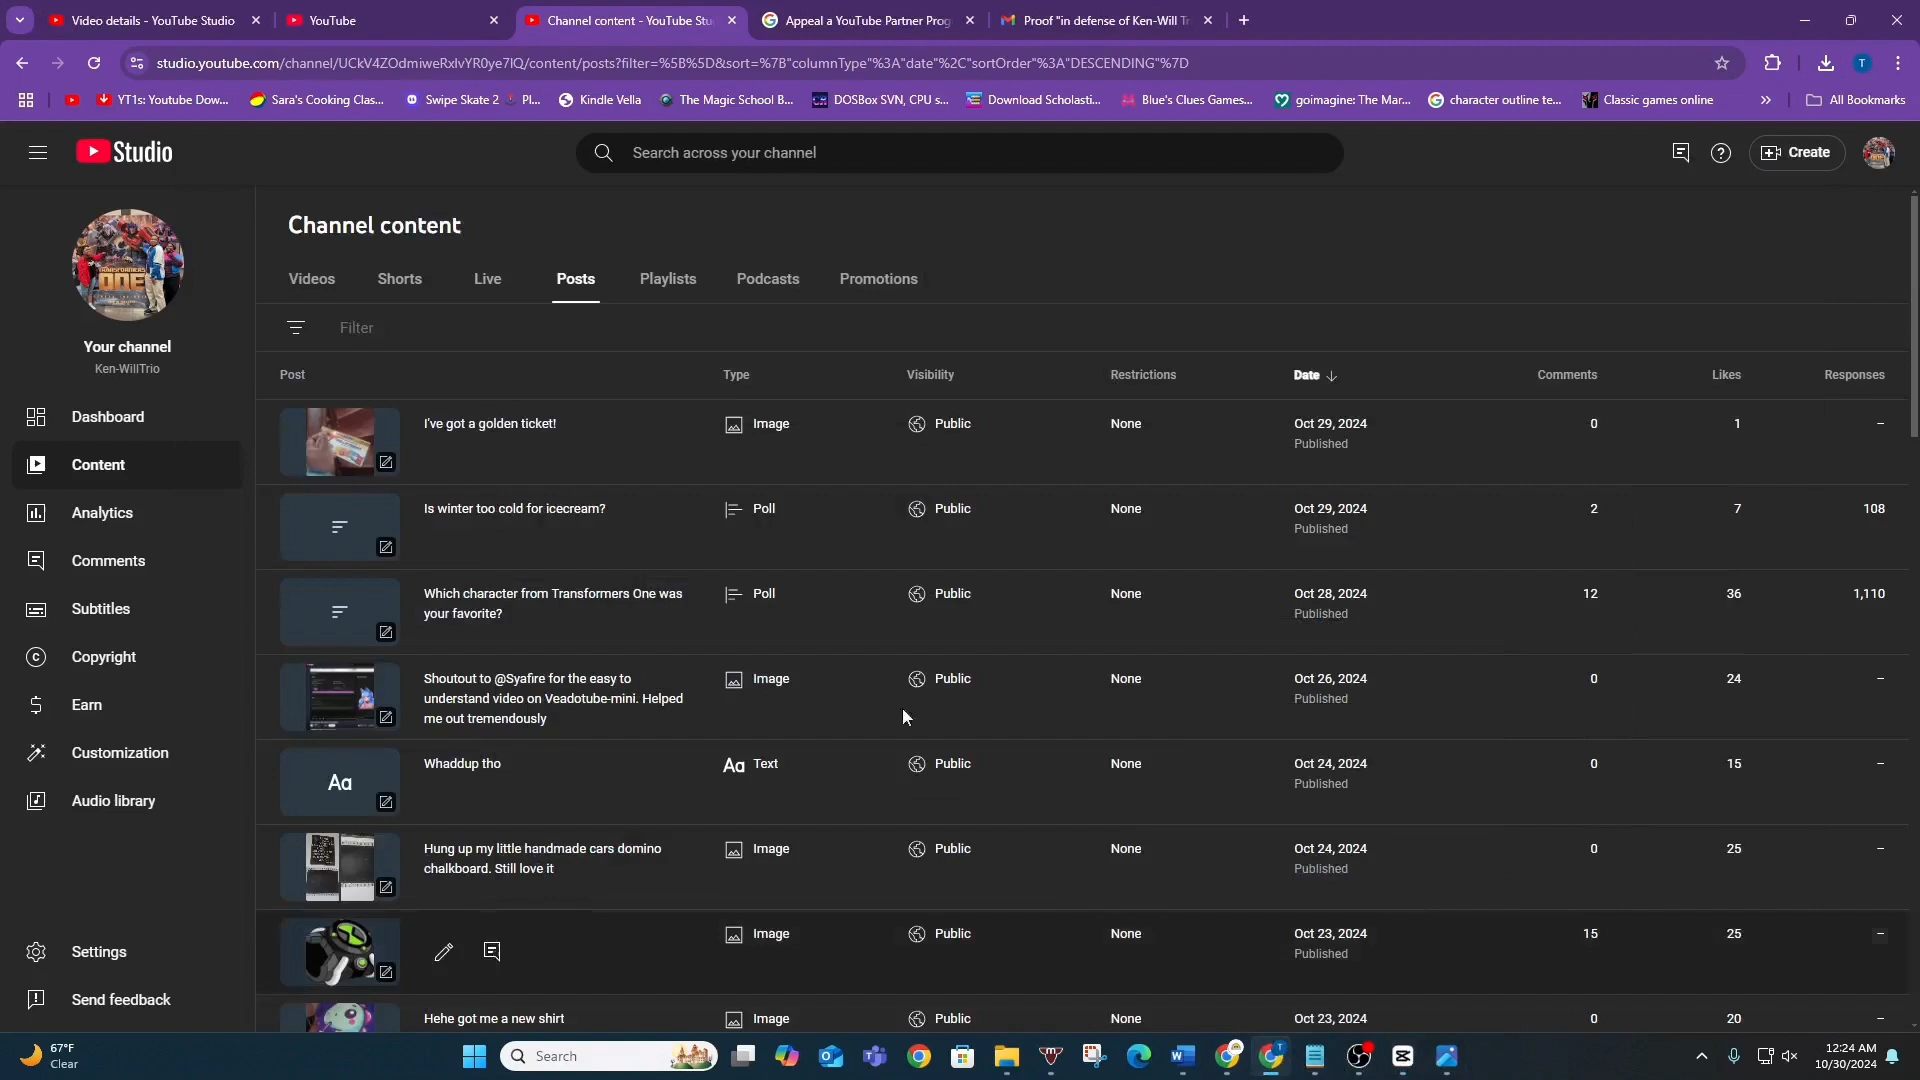 Video details - YouTube Studio
YouTube
Channel content - YouTube Stu
Appeal a YouTube Partner Prog
Proof "in defense of Ken-Will Tr
studio.youtube.com/channel/UCkV4ZOdmiweRxlvYR0ye7lQ/content/posts?filter=%5B%5D&sort=%7B"columnType"%3A"date"%2C"sortOrder"%3A"DESCENDING"%7D
T
YT1s: Youtube Dow...
Sara's Cooking Clas...
Swipe Skate 2 Pl...
Kindle Vella
The Magic School B...
DOSBox SVN, CPU s...
Download Scholasti...
Blue's Clues Games...
goimagine: The Mar...
character outline te...
Classic games online
All Bookmarks
Studio
Search across your channel
Create
Your channel
Ken-WillTrio
Dashboard
Content
Analytics
Comments
Subtitles
Copyright
Earn
Customization
Audio library
Settings
Send feedback
Channel content
Videos Shorts Live Posts Playlists Podcasts Promotions
Filter
Post Type Visibility Restrictions Date Comments Likes Responses
I've got a golden ticket! Image Public None Oct 29, 2024 0 1 –
Published
Is winter too cold for icecream? Poll Public None Oct 29, 2024 2 7 108
Published
Which character from Transformers One was Poll Public None Oct 28, 2024 12 36 1,110
your favorite? Published
Shoutout to @Syafire for the easy to Image Public None Oct 26, 2024 0 24 –
understand video on Veadotube-mini. Helped Published
me out tremendously
Aa Whaddup tho Aa Text Public None Oct 24, 2024 0 15 –
Published
Hung up my little handmade cars domino Image Public None Oct 24, 2024 0 25 –
chalkboard. Still love it Published
Image Public None Oct 23, 2024 15 25 –
Published
Hehe got me a new shirt Image Public None Oct 23, 2024 0 20 –
67°F
Clear
Search
12:24 AM
10/30/2024